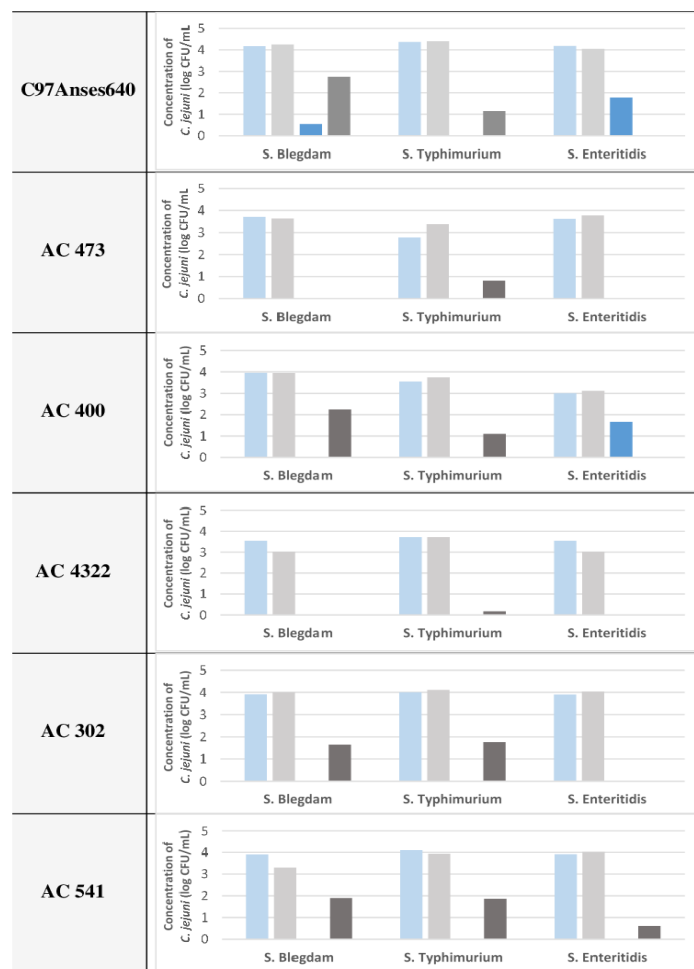 C97Anses640
Concentration of
C. jejuni (log CFU/mL
5
4
3
2
1
0
S. Blegdam
S. Typhimurium
S. Enteritidis
AC 473
Concentration of
C. jejuni (log CFU/mL
5
4
3
2
1
0
S. Blegdam
S. Typhimurium
S. Enteritidis
AC 400
Concentration of
C. jejuni (log CFU/mL)
5
4
3
2
1
0
S. Blegdam
S. Typhimurium
S. Enteritidis
AC 4322
Concentration of
C. jejuni (log CFU/mL)
5
4
3
2
1
0
S. Blegdam
S. Typhimurium
S. Enteritidis
AC 302
Concentration of
C. jejuni (log CFU/mL)
5
4
3
2
1
0
S. Blegdam
S. Typhimurium
S. Enteritidis
AC 541
Concentration of
C. jejuni (log CFU/mL)
5
4
3
2
1
0
S. Blegdam
S. Typhimurium
S. Enteritidis